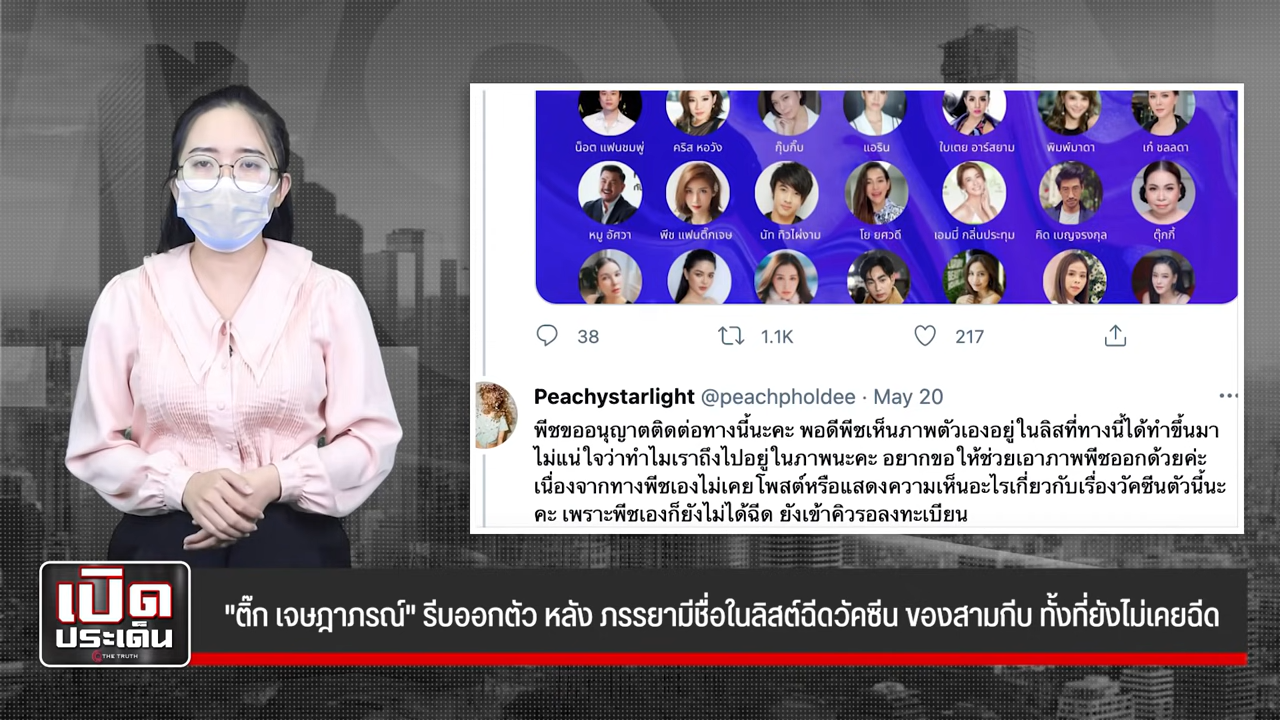 น็อต แฟนชมพู่ คริส หอวัง กุ๊บกิ๊บ แอริน ใบเตย อาร์สยาม พิมพ์มาดา เก๋ ชลลดา
หมู อัศวา พีช แฟนติ๊กเจษ นัท ทิวไผ่งาม โย ยศวดี เอมมี่ กลิ่นประทุม คิด เบญจรงคกุล ตุ๊กกี้
38 1.1K 217
Peachystarlight @peachpholdee · May 20
พีชขออนุญาตติดต่อทางนี้นะคะ พอดีพีชเห็นภาพตัวเองอยู่ในลิสที่ทางนี้ได้ทำขึ้นมา
ไม่แน่ใจว่าทำไมเราถึงไปอยู่ในภาพนะคะ อยากขอให้ช่วยเอาภาพพีชออกด้วยค่ะ
เนื่องจากทางพีชเองไม่เคยโพสต์หรือแสดงความเห็นอะไรเกี่ยวกับเรื่องวัคซีนตัวนี้นะ
คะ เพราะพีชเองก็ยังไม่ได้ฉีด ยังเข้าคิวรอลงทะเบียน
เปิด
ประเด็น
THE TRUTH
"ติ๊ก เจษฎาภรณ์" รีบออกตัว หลัง ภรรยามีชื่อในลิสต์ฉีดวัคซีน ของสามกีบ ทั้งที่ยังไม่เคยฉีด